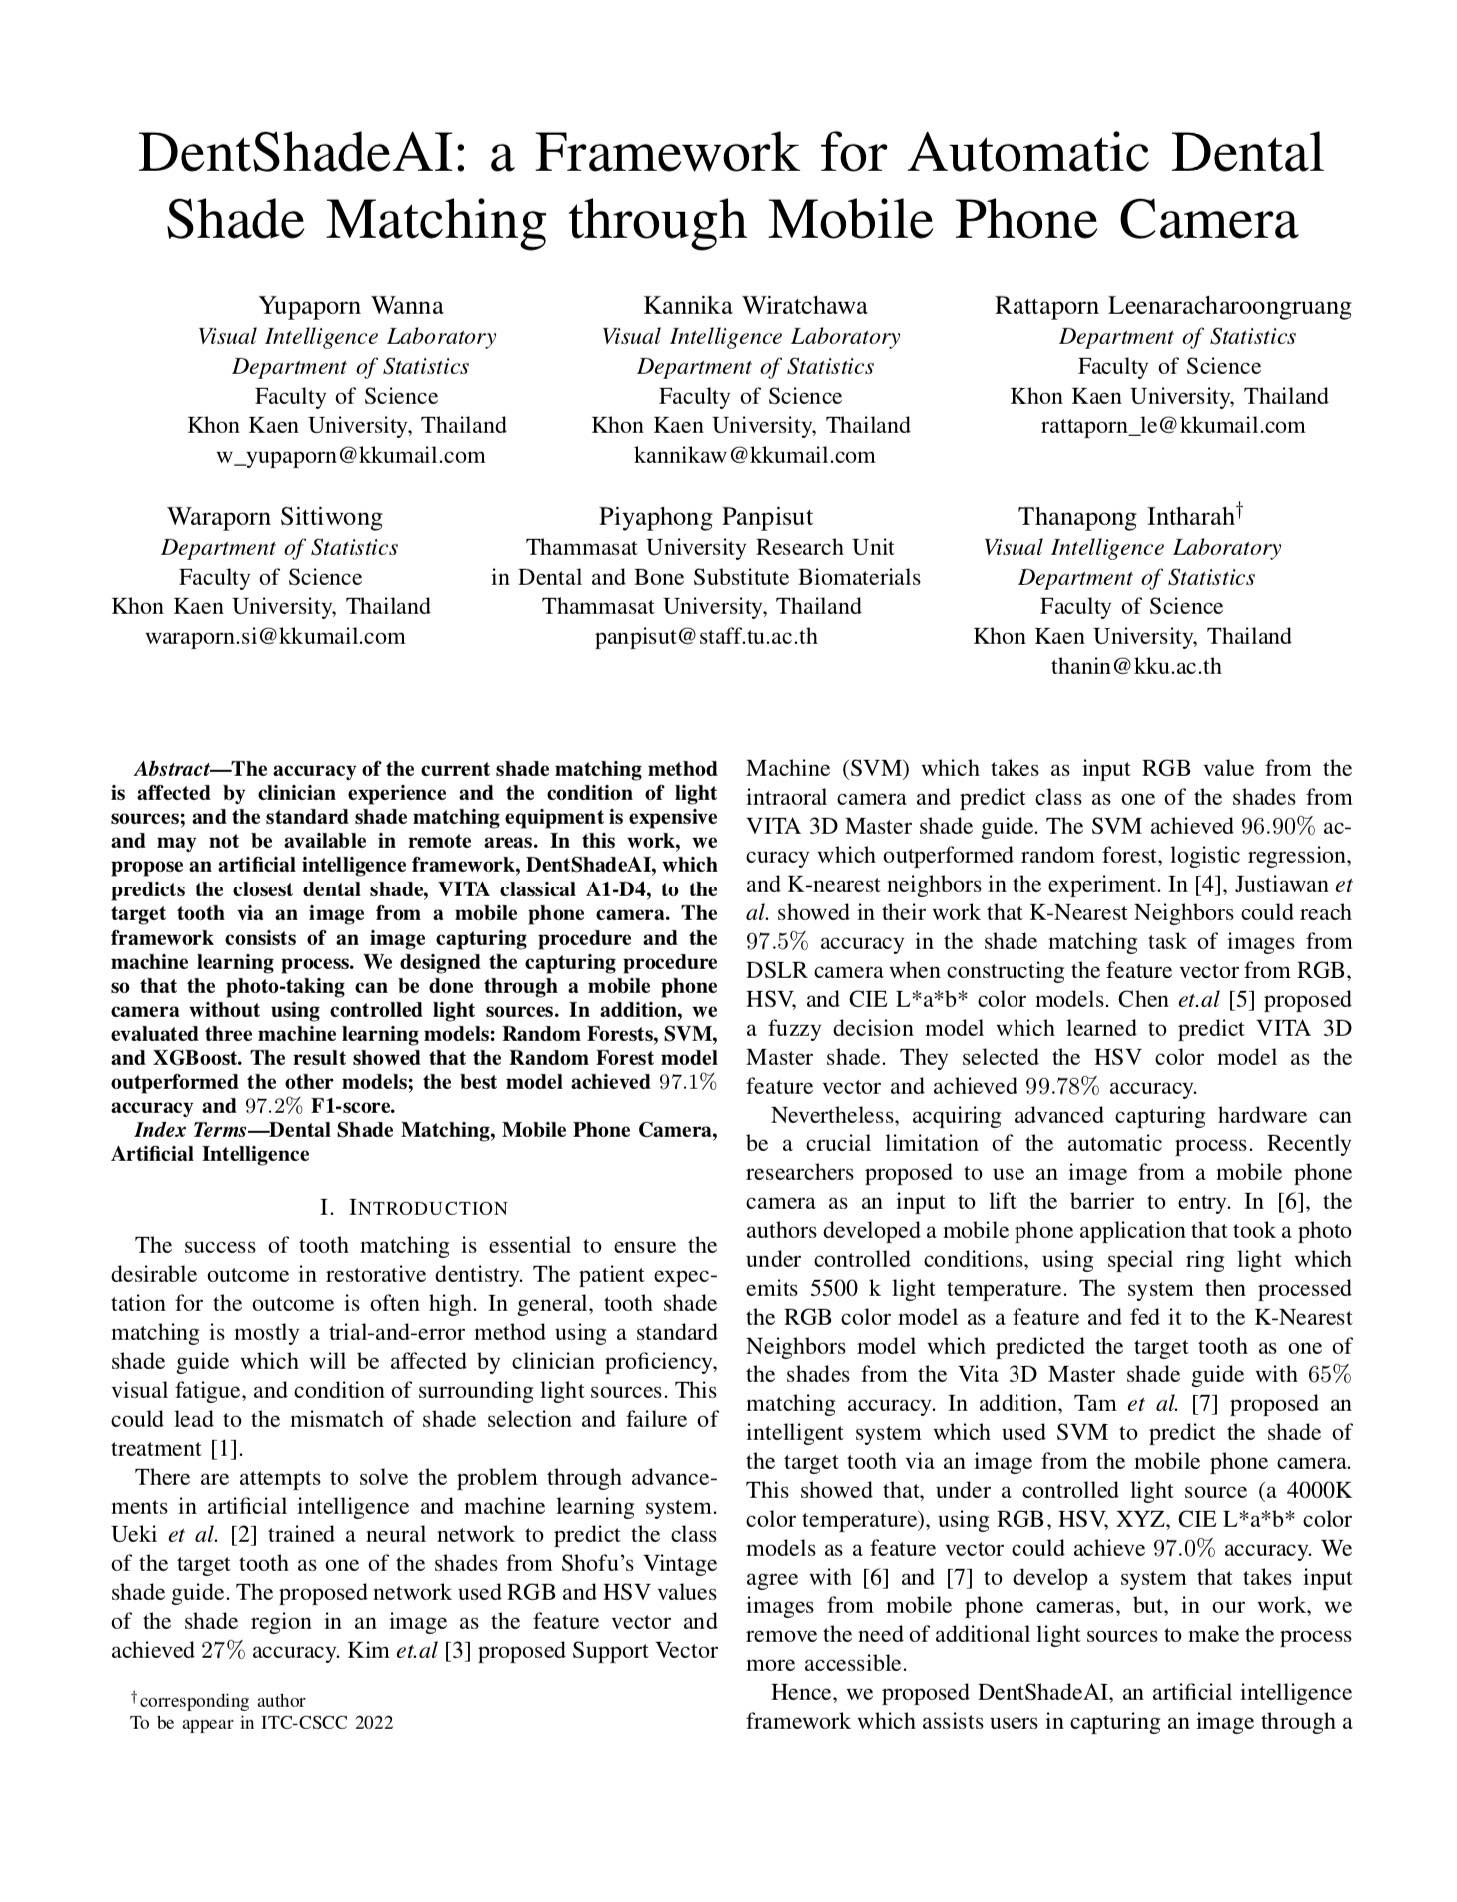 DentShadeAI: a Framework for Automatic Dental
Shade Matching through Mobile Phone Camera
Yupaporn Wanna
Visual Intelligence Laboratory
Department of Statistics
Faculty of Science
Khon Kaen University, Thailand
w_yupaporn@kkumail.com
Kannika Wiratchawa
Visual Intelligence Laboratory
Department of Statistics
Faculty of Science
Khon Kaen University, Thailand
kannikaw@kkumail.com
Rattaporn Leenaracharoongruang
Department of Statistics
Faculty of Science
Khon Kaen University, Thailand
rattaporn_le@kkumail.com
Waraporn Sittiwong
Department of Statistics
Faculty of Science
Khon Kaen University, Thailand
waraporn.si@kkumail.com
Piyaphong Panpisut
Thammasat University Research Unit
in Dental and Bone Substitute Biomaterials
Thammasat University, Thailand
panpisut@staff.tu.ac.th
Thanapong Intharah†
Visual Intelligence Laboratory
Department of Statistics
Faculty of Science
Khon Kaen University, Thailand
thanin@kku.ac.th
Abstract—The accuracy of the current shade matching method
is affected by clinician experience and the condition of light
sources; and the standard shade matching equipment is expensive
and may not be available in remote areas. In this work, we
propose an artificial intelligence framework, DentShadeAI, which
predicts the closest dental shade, VITA classical A1-D4, to the
target tooth via an image from a mobile phone camera. The
framework consists of an image capturing procedure and the
machine learning process. We designed the capturing procedure
so that the photo-taking can be done through a mobile phone
camera without using controlled light sources. In addition, we
evaluated three machine learning models: Random Forests, SVM,
and XGBoost. The result showed that the Random Forest model
outperformed the other models; the best model achieved 97.1%
accuracy and 97.2% F1-score.
Index Terms—Dental Shade Matching, Mobile Phone Camera,
Artificial Intelligence
I. INTRODUCTION
The success of tooth matching is essential to ensure the
desirable outcome in restorative dentistry. The patient expec-
tation for the outcome is often high. In general, tooth shade
matching is mostly a trial-and-error method using a standard
shade guide which will be affected by clinician proficiency,
visual fatigue, and condition of surrounding light sources. This
could lead to the mismatch of shade selection and failure of
treatment [1].
There are attempts to solve the problem through advance-
ments in artificial intelligence and machine learning system.
Ueki et al. [2] trained a neural network to predict the class
of the target tooth as one of the shades from Shofu's Vintage
shade guide. The proposed network used RGB and HSV values
of the shade region in an image as the feature vector and
achieved 27% accuracy. Kim et.al [3] proposed Support Vector
†corresponding author
To be appear in ITC-CSCC 2022
Machine (SVM) which takes as input RGB value from the
intraoral camera and predict class as one of the shades from
VITA 3D Master shade guide. The SVM achieved 96.90% ac-
curacy which outperformed random forest, logistic regression,
and K-nearest neighbors in the experiment. In [4], Justiawan et
al. showed in their work that K-Nearest Neighbors could reach
97.5% accuracy in the shade matching task of images from
DSLR camera when constructing the feature vector from RGB,
HSV, and CIE L*a*b* color models. Chen et.al [5] proposed
a fuzzy decision model which learned to predict VITA 3D
Master shade. They selected the HSV color model as the
feature vector and achieved 99.78% accuracy.
Nevertheless, acquiring advanced capturing hardware can
be a crucial limitation of the automatic process. Recently
researchers proposed to use an image from a mobile phone
camera as an input to lift the barrier to entry. In [6], the
authors developed a mobile phone application that took a photo
under controlled conditions, using special ring light which
emits 5500 k light temperature. The system then processed
the RGB color model as a feature and fed it to the K-Nearest
Neighbors model which predicted the target tooth as one of
the shades from the Vita 3D Master shade guide with 65%
matching accuracy. In addition, Tam et al. [7] proposed an
intelligent system which used SVM to predict the shade of
the target tooth via an image from the mobile phone camera.
This showed that, under a controlled light source (a 4000K
color temperature), using RGB, HSV, XYZ, CIE L*a*b* color
models as a feature vector could achieve 97.0% accuracy. We
agree with [6] and [7] to develop a system that takes input
images from mobile phone cameras, but, in our work, we
remove the need of additional light sources to make the process
more accessible.
Hence, we proposed DentShadeAI, an artificial intelligence
framework which assists users in capturing an image through a